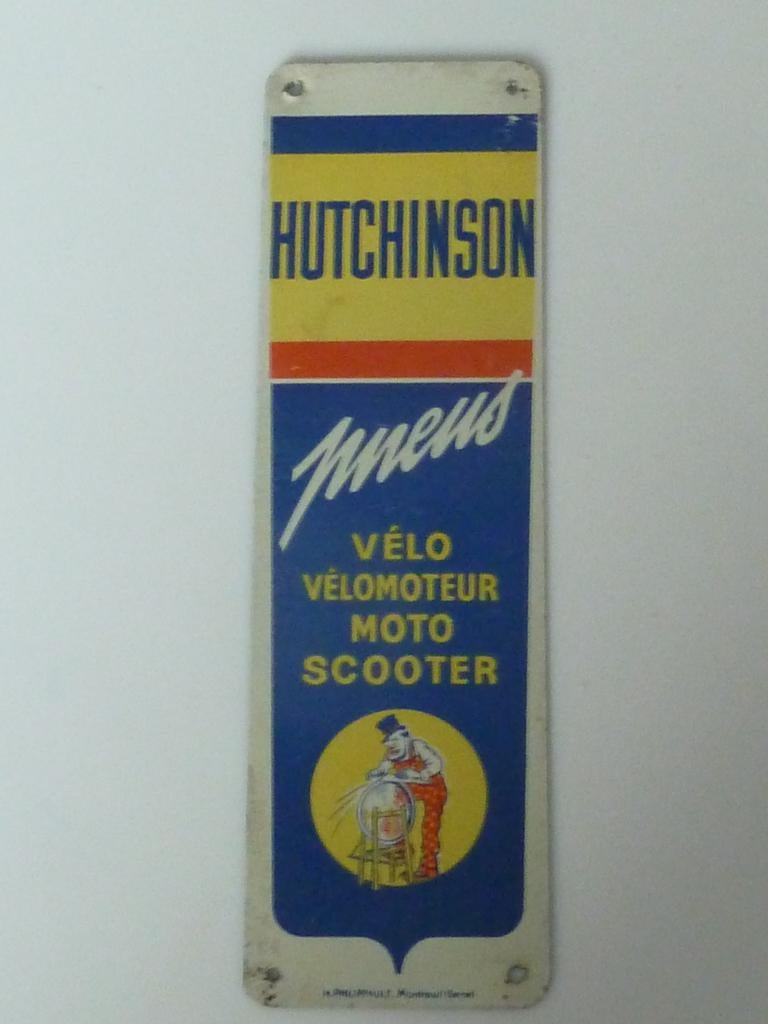 HUTCHINSON
pneus
VÉLO
VÉLOMOTEUR
MOTO
SCOOTER